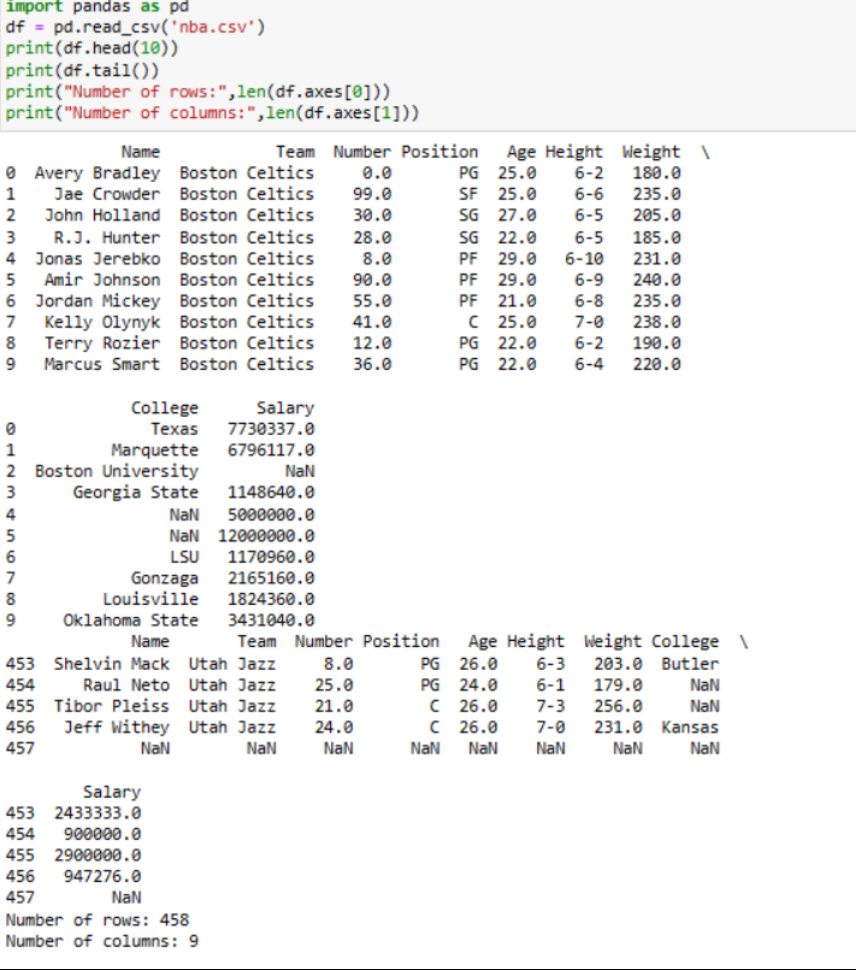 import pandas as pd
df = pd.read_csv('nba.csv')
print(df.head(10))
print(df.tail())
print("Number of rows:",len(df.axes[0]))
print("Number of columns:",len(df.axes[1]))
Name Team Number Position Age Height Weight \
0 Avery Bradley Boston Celtics 0.0 PG 25.0 6-2 180.0
1 Jae Crowder Boston Celtics 99.0 SF 25.0 6-6 235.0
2 John Holland Boston Celtics 30.0 SG 27.0 6-5 205.0
3 R.J. Hunter Boston Celtics 28.0 SG 22.0 6-5 185.0
4 Jonas Jerebko Boston Celtics 8.0 PF 29.0 6-10 231.0
5 Amir Johnson Boston Celtics 90.0 PF 29.0 6-9 240.0
6 Jordan Mickey Boston Celtics 55.0 PF 21.0 6-8 235.0
7 Kelly Olynyk Boston Celtics 41.0 C 25.0 7-0 238.0
8 Terry Rozier Boston Celtics 12.0 PG 22.0 6-2 190.0
9 Marcus Smart Boston Celtics 36.0 PG 22.0 6-4 220.0
College Salary
0 Texas 7730337.0
1 Marquette 6796117.0
2 Boston University NaN
3 Georgia State 1148640.0
4 NaN 5000000.0
5 NaN 12000000.0
6 LSU 1170960.0
7 Gonzaga 2165160.0
8 Louisville 1824360.0
9 Oklahoma State 3431040.0
Name Team Number Position Age Height Weight College \
453 Shelvin Mack Utah Jazz 8.0 PG 26.0 6-3 203.0 Butler
454 Raul Neto Utah Jazz 25.0 PG 24.0 6-1 179.0 NaN
455 Tibor Pleiss Utah Jazz 21.0 C 26.0 7-3 256.0 NaN
456 Jeff Withey Utah Jazz 24.0 C 26.0 7-0 231.0 Kansas
457 NaN NaN NaN NaN NaN NaN NaN NaN
Salary
453 2433333.0
454 900000.0
455 2900000.0
456 947276.0
457 NaN
Number of rows: 458
Number of columns: 9